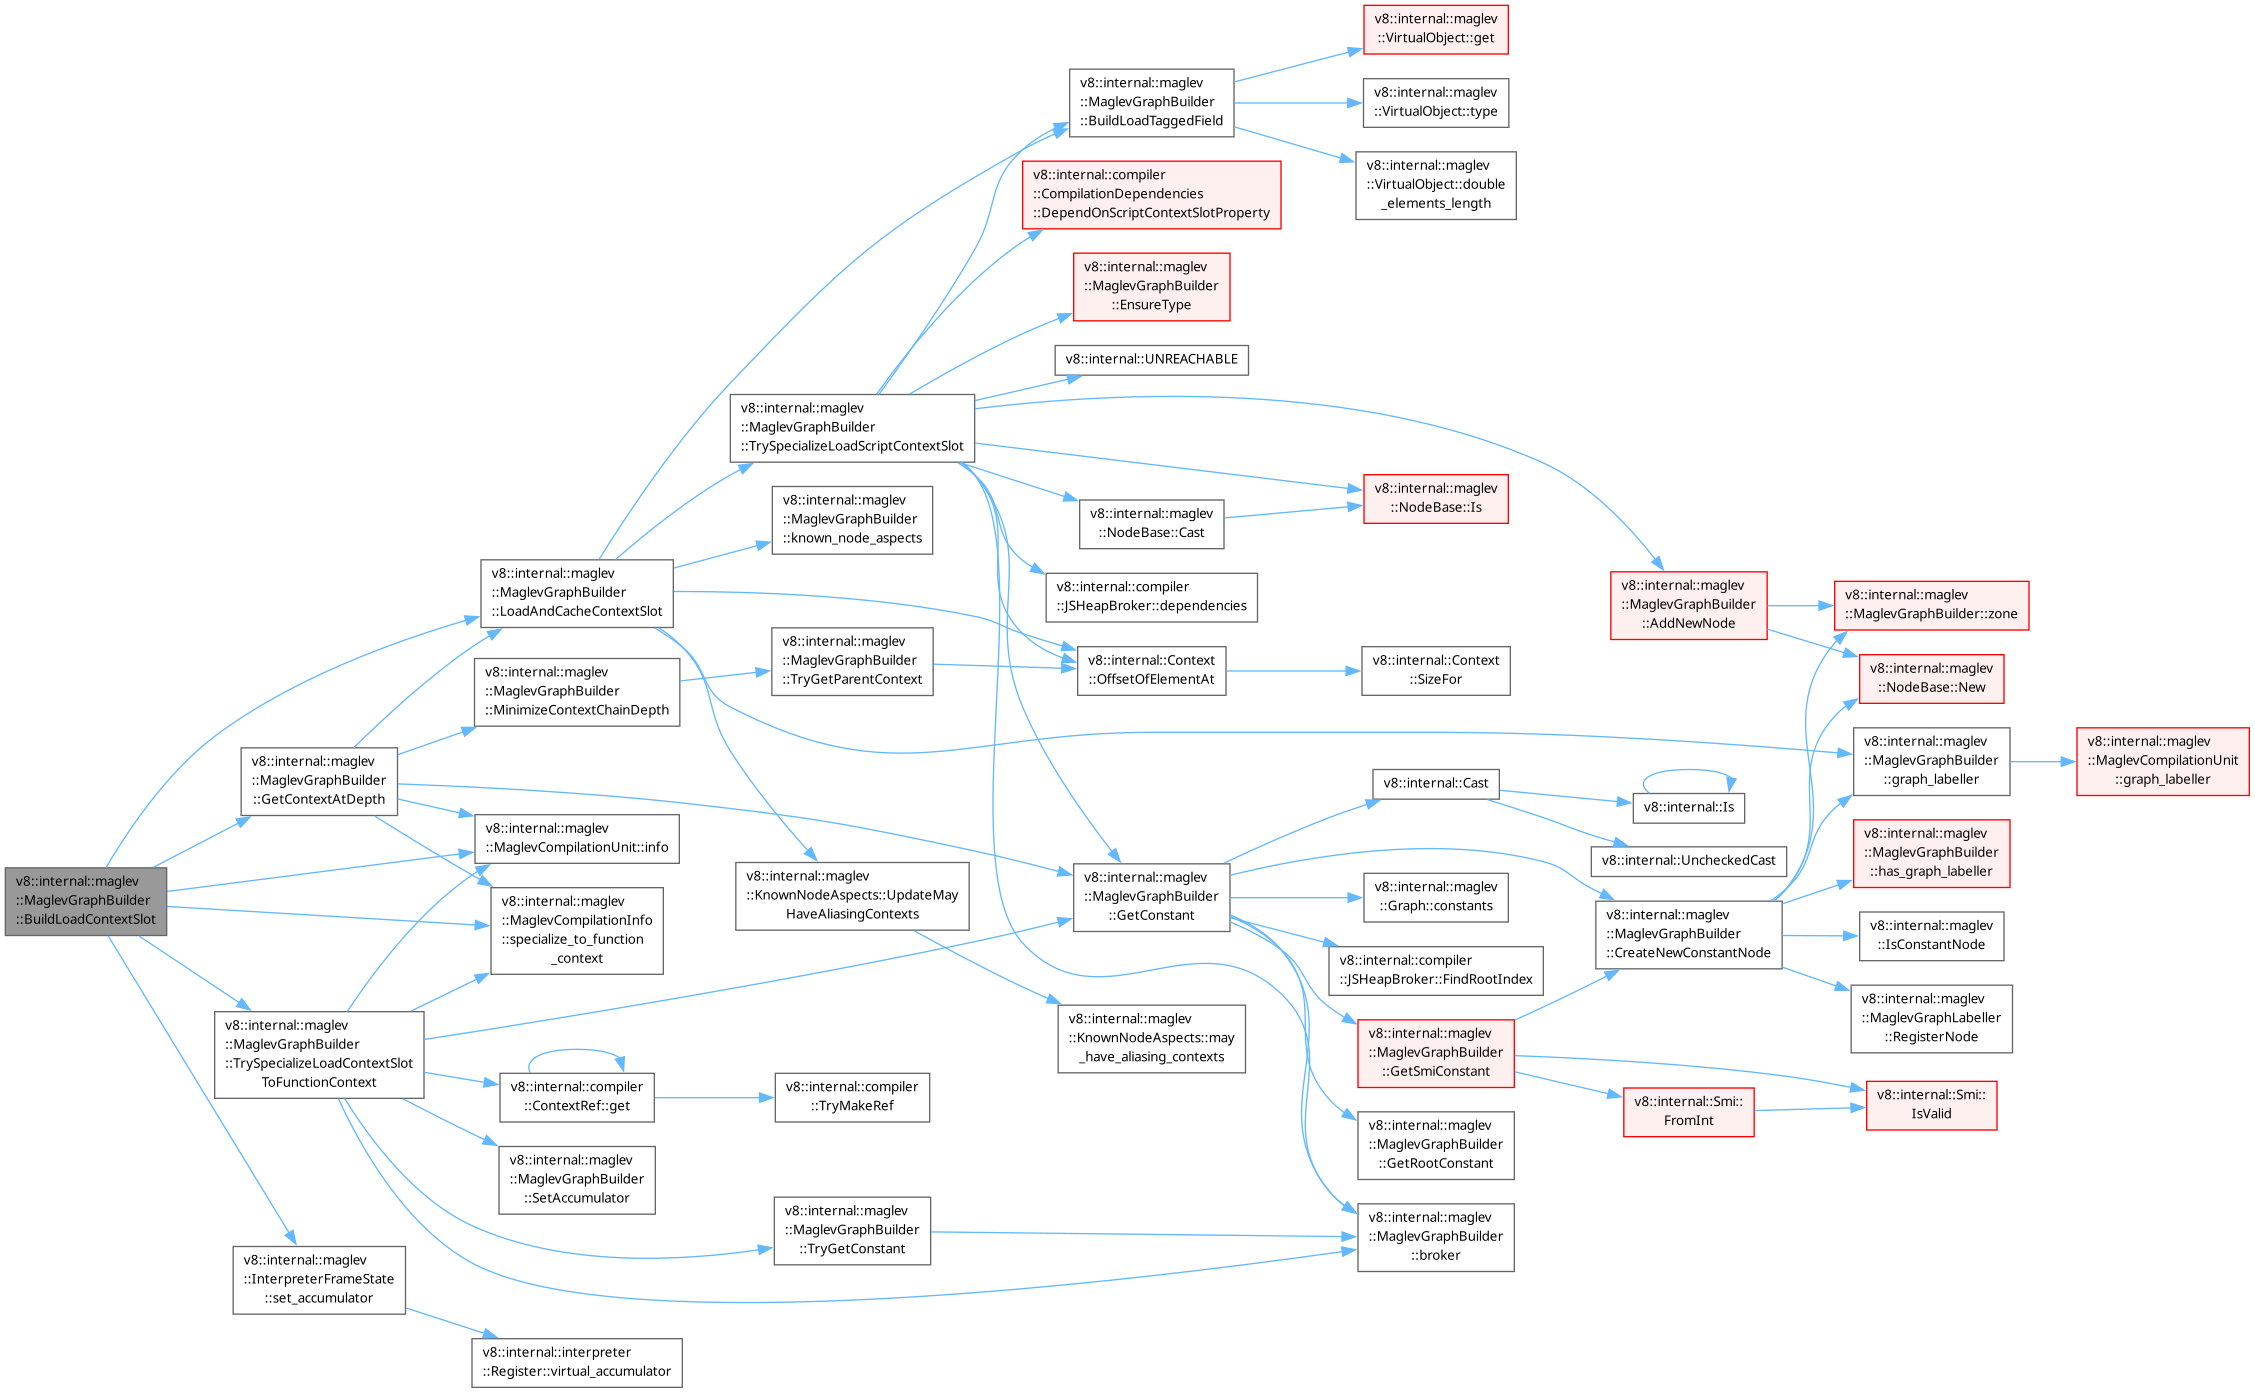 v8::internal::maglev
::MaglevGraphBuilder
::BuildLoadContextSlot
v8::internal::maglev
::MaglevGraphBuilder
::GetContextAtDepth
v8::internal::maglev
::MaglevGraphBuilder
::TrySpecializeLoadContextSlot
ToFunctionContext
v8::internal::maglev
::InterpreterFrameState
::set_accumulator
v8::internal::maglev
::MaglevGraphBuilder
::LoadAndCacheContextSlot
v8::internal::maglev
::MaglevGraphBuilder
::MinimizeContextChainDepth
v8::internal::maglev
::MaglevCompilationUnit::info
v8::internal::maglev
::MaglevCompilationInfo
::specialize_to_function
_context
v8::internal::compiler
::ContextRef::get
v8::internal::maglev
::MaglevGraphBuilder
::SetAccumulator
v8::internal::interpreter
::Register::virtual_accumulator
v8::internal::maglev
::MaglevGraphBuilder
::TrySpecializeLoadScriptContextSlot
v8::internal::maglev
::MaglevGraphBuilder
::known_node_aspects
v8::internal::maglev
::MaglevGraphBuilder
::TryGetParentContext
v8::internal::maglev
::KnownNodeAspects::UpdateMay
HaveAliasingContexts
v8::internal::compiler
::TryMakeRef
v8::internal::maglev
::MaglevGraphBuilder
::TryGetConstant
v8::internal::maglev
::MaglevGraphBuilder
::BuildLoadTaggedField
v8::internal::compiler
::CompilationDependencies
::DependOnScriptContextSlotProperty
v8::internal::maglev
::MaglevGraphBuilder
::EnsureType
v8::internal::UNREACHABLE
v8::internal::maglev
::NodeBase::Cast
v8::internal::compiler
::JSHeapBroker::dependencies
v8::internal::Context
::OffsetOfElementAt
v8::internal::maglev
::MaglevGraphBuilder
::GetConstant
v8::internal::maglev
::KnownNodeAspects::may
_have_aliasing_contexts
v8::internal::maglev
::VirtualObject::get
v8::internal::maglev
::VirtualObject::type
v8::internal::maglev
::VirtualObject::double
_elements_length
v8::internal::maglev
::NodeBase::Is
v8::internal::Context
::SizeFor
v8::internal::Cast
v8::internal::maglev
::Graph::constants
v8::internal::compiler
::JSHeapBroker::FindRootIndex
v8::internal::maglev
::MaglevGraphBuilder
::GetSmiConstant
v8::internal::maglev
::MaglevGraphBuilder
::GetRootConstant
v8::internal::maglev
::MaglevGraphBuilder
::broker
v8::internal::maglev
::MaglevGraphBuilder
::AddNewNode
v8::internal::Is
v8::internal::UncheckedCast
v8::internal::maglev
::MaglevGraphBuilder
::CreateNewConstantNode
v8::internal::Smi::
FromInt
v8::internal::maglev
::MaglevGraphBuilder::zone
v8::internal::maglev
::NodeBase::New
v8::internal::maglev
::MaglevGraphBuilder
::graph_labeller
v8::internal::maglev
::MaglevGraphBuilder
::has_graph_labeller
v8::internal::maglev
::IsConstantNode
v8::internal::maglev
::MaglevGraphLabeller
::RegisterNode
v8::internal::Smi::
IsValid
v8::internal::maglev
::MaglevCompilationUnit
::graph_labeller